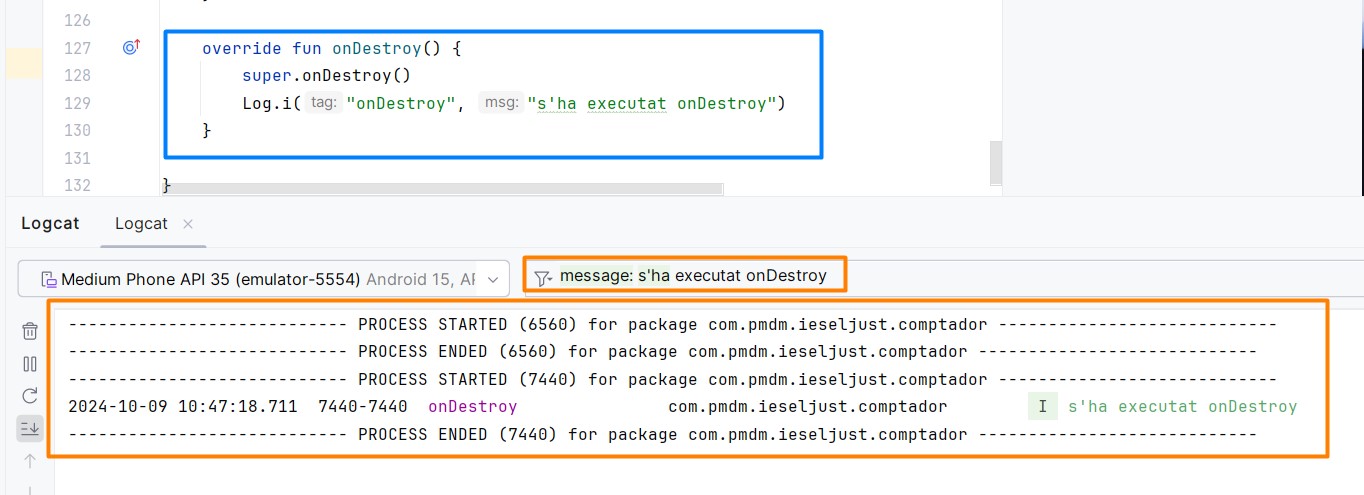 126
127 override fun onDestroy() {
128 super.onDestroy()
129 Log.i( tag: "onDestroy", msg: "s'ha executat onDestroy")
130 }
131
132 }
Logcat Logcat ×
Medium Phone API 35 (emulator-5554) Android 15, AP message: s'ha executat onDestroy
---------------------------- PROCESS STARTED (6560) for package com.pmdm.ieseljust.comptador ----------------------------
---------------------------- PROCESS ENDED (6560) for package com.pmdm.ieseljust.comptador ----------------------------
---------------------------- PROCESS STARTED (7440) for package com.pmdm.ieseljust.comptador ----------------------------
2024-10-09 10:47:18.711 7440-7440 onDestroy com.pmdm.ieseljust.comptador I s'ha executat onDestroy
---------------------------- PROCESS ENDED (7440) for package com.pmdm.ieseljust.comptador ----------------------------